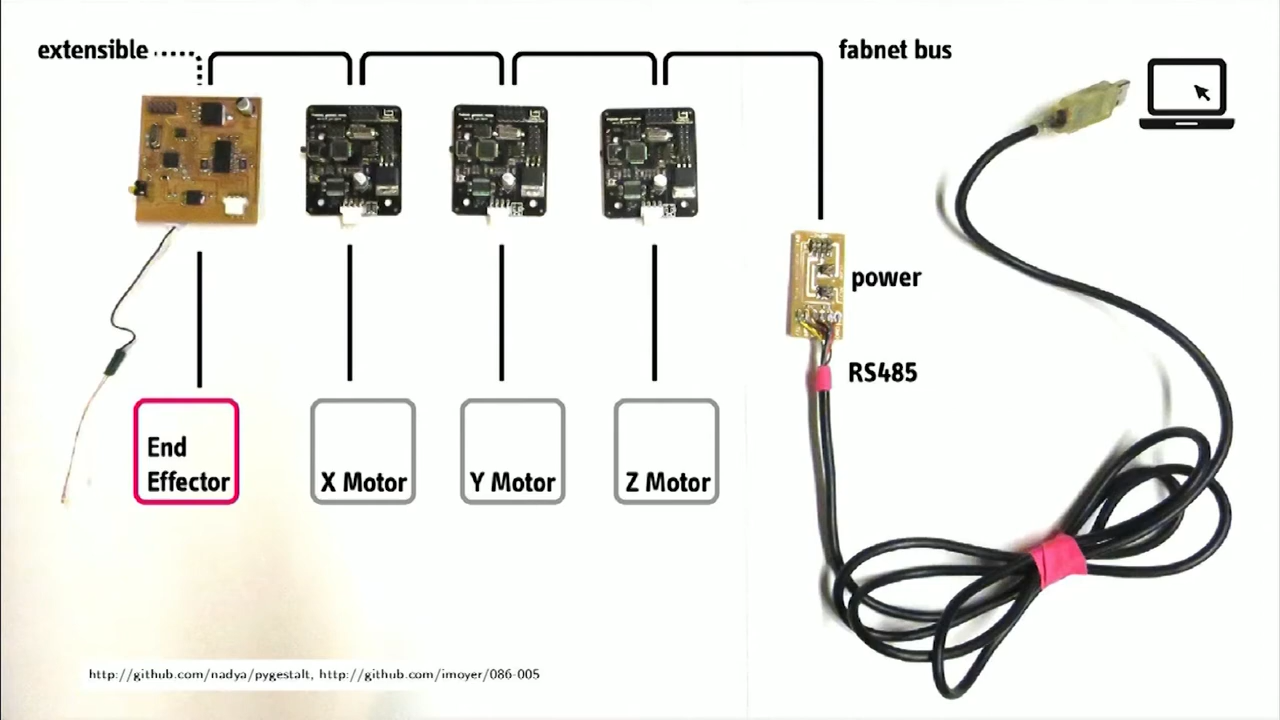 extensible
fabnet bus
power
RS485
End
Effector
X Motor
Y Motor
Z Motor
http://github.com/nadya/pygestalt, http://github.com/imoyer/086-005